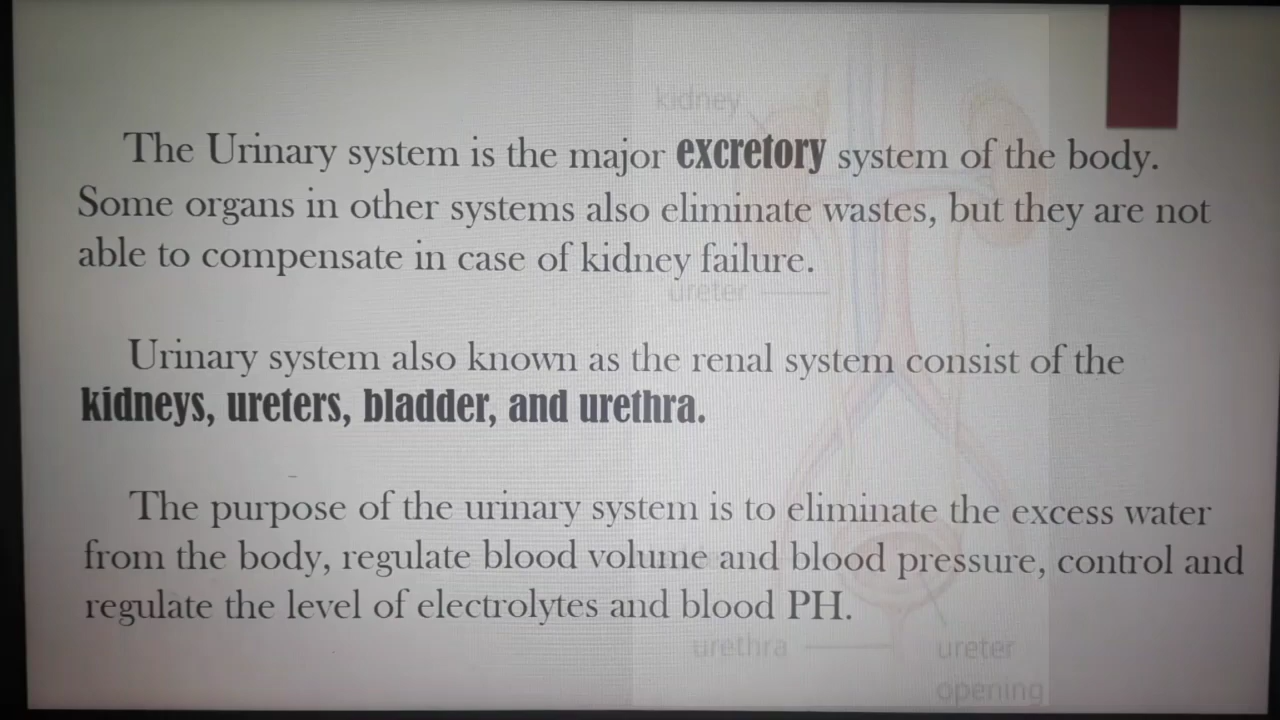 kidney
The Urinary system is the major excretory system of the body.
Some organs in other systems also eliminate wastes, but they are not
able to compensate in case of kidney failure.
ureter
Urinary system also known as the renal system consist of the
kidneys, ureters, bladder, and urethra.
The purpose of the urinary system is to eliminate the excess water
from the body, regulate blood volume and blood pressure, control and
regulate the level of electrolytes and blood PH.
urethra
ureter
opening